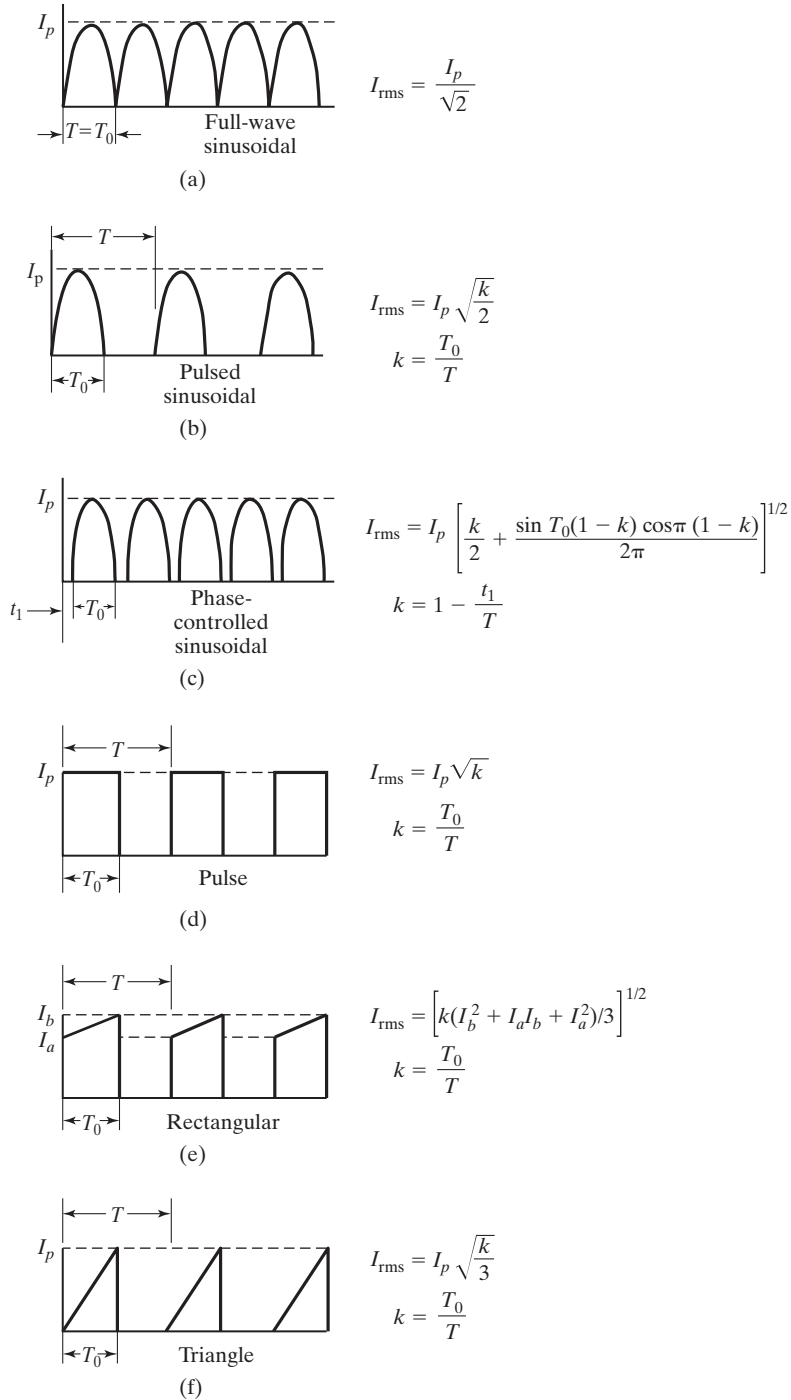 I_p
T = T_0
Full-wave
sinusoidal
I_rms = I_p / √2
(a)
T
I_p
T_0
Pulsed
sinusoidal
I_rms = I_p √(k/2)
k = T_0 / T
(b)
I_p
t_1
T_0
Phase-
controlled
sinusoidal
I_rms = I_p [k/2 + sin T_0(1 − k) cosπ (1 − k) / 2π]^1/2
k = 1 − t_1 / T
(c)
T
I_p
T_0
Pulse
I_rms = I_p √k
k = T_0 / T
(d)
T
I_b
I_a
T_0
Rectangular
I_rms = [k(I_b^2 + I_a I_b + I_a^2)/3]^1/2
k = T_0 / T
(e)
T
I_p
T_0
Triangle
I_rms = I_p √(k/3)
k = T_0 / T
(f)